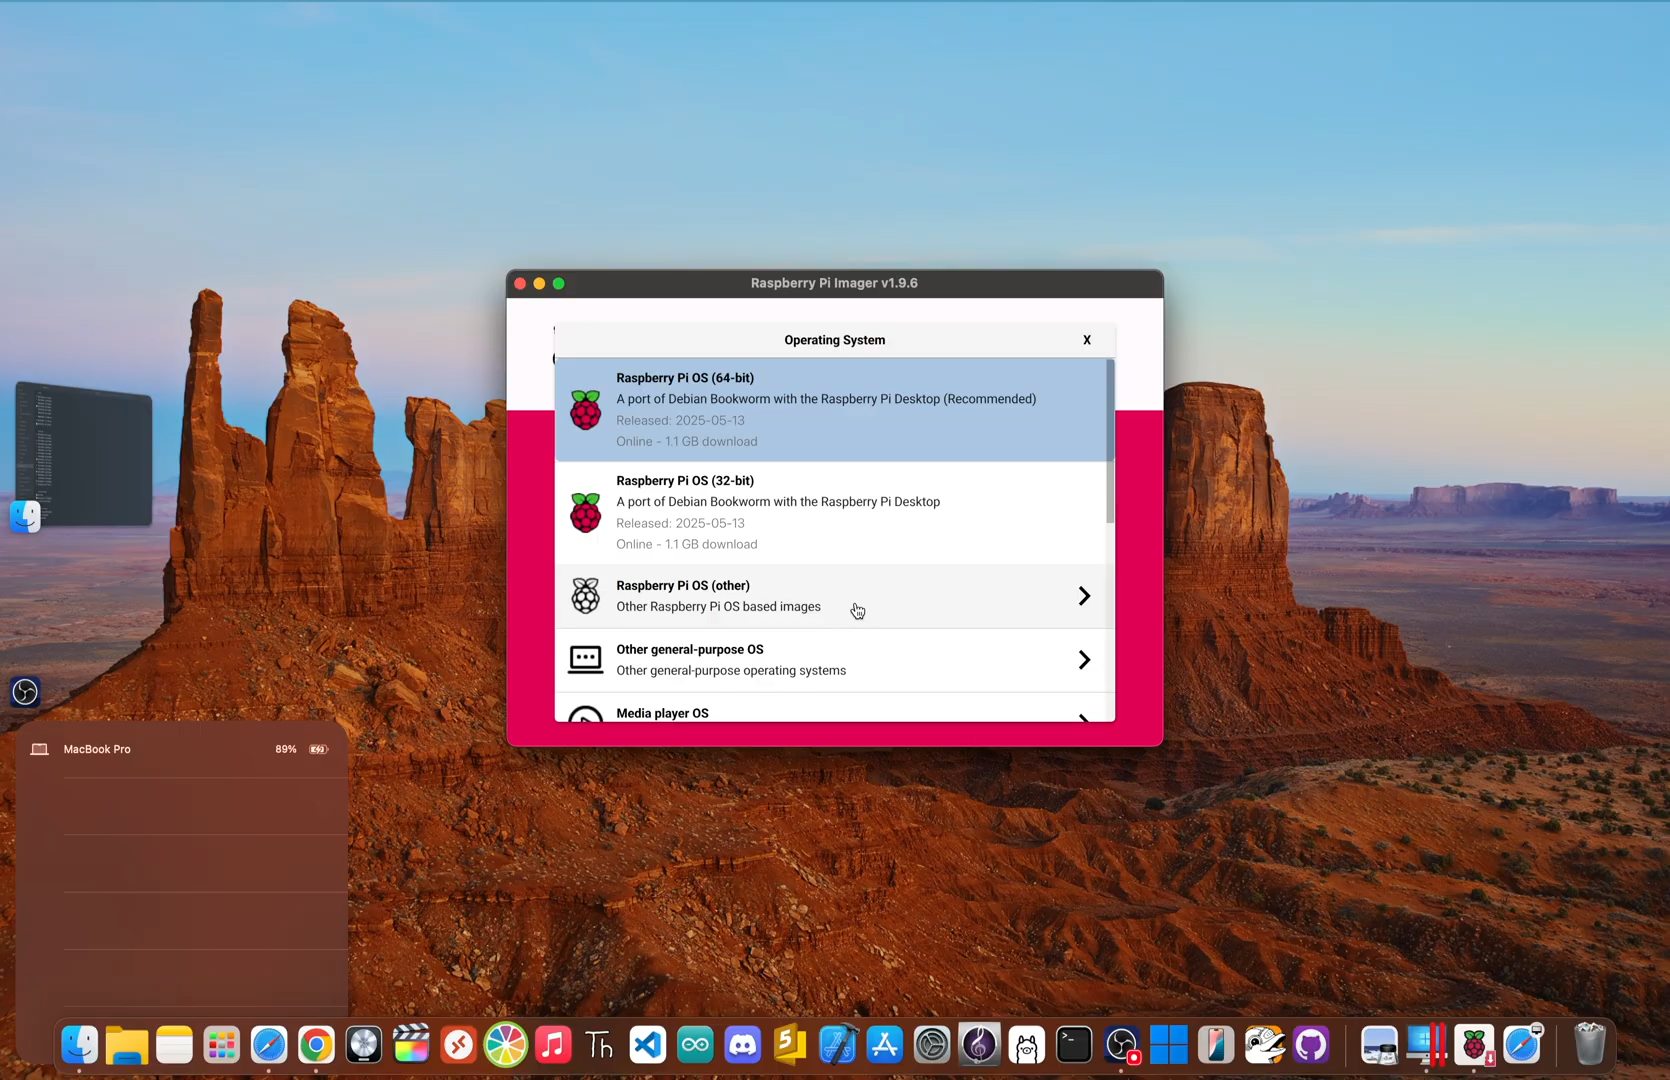 Raspberry Pi Imager v1.9.6
Operating System
X
Raspberry Pi OS (64-bit)
A port of Debian Bookworm with the Raspberry Pi Desktop (Recommended)
Released: 2025-05-13
Online - 1.1 GB download
Raspberry Pi OS (32-bit)
A port of Debian Bookworm with the Raspberry Pi Desktop
Released: 2025-05-13
Online - 1.1 GB download
Raspberry Pi OS (other)
Other Raspberry Pi OS based images
Other general-purpose OS
Other general-purpose operating systems
Media player OS
MacBook Pro
89%
Th